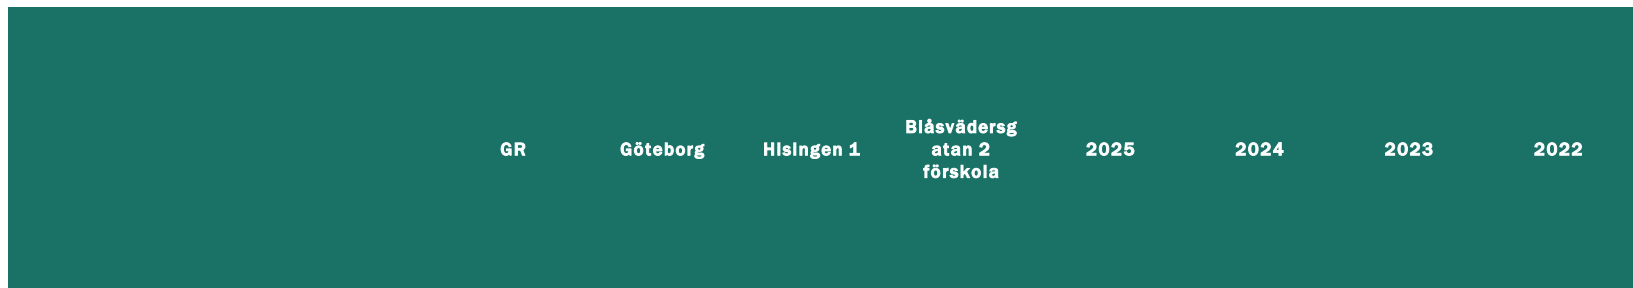 GR Göteborg Hisingen 1 Blåsvädersg
atan 2
förskola 2025 2024 2023 2022